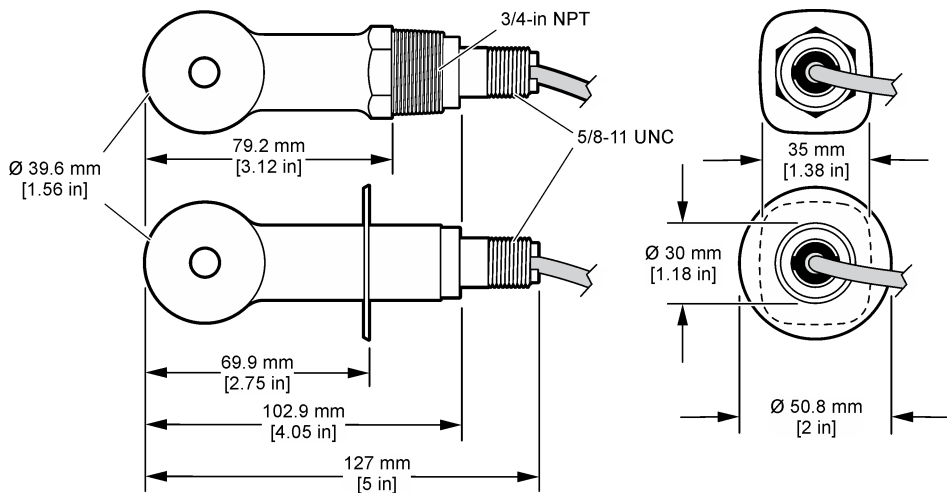 3/4-in NPT
79.2 mm
[3.12 in]
5/8-11 UNC
35 mm
[1.38 in]
Ø 39.6 mm
[1.56 in]
Ø 30 mm
[1.18 in]
69.9 mm
[2.75 in]
102.9 mm
[4.05 in]
Ø 50.8 mm
[2 in]
127 mm
[5 in]